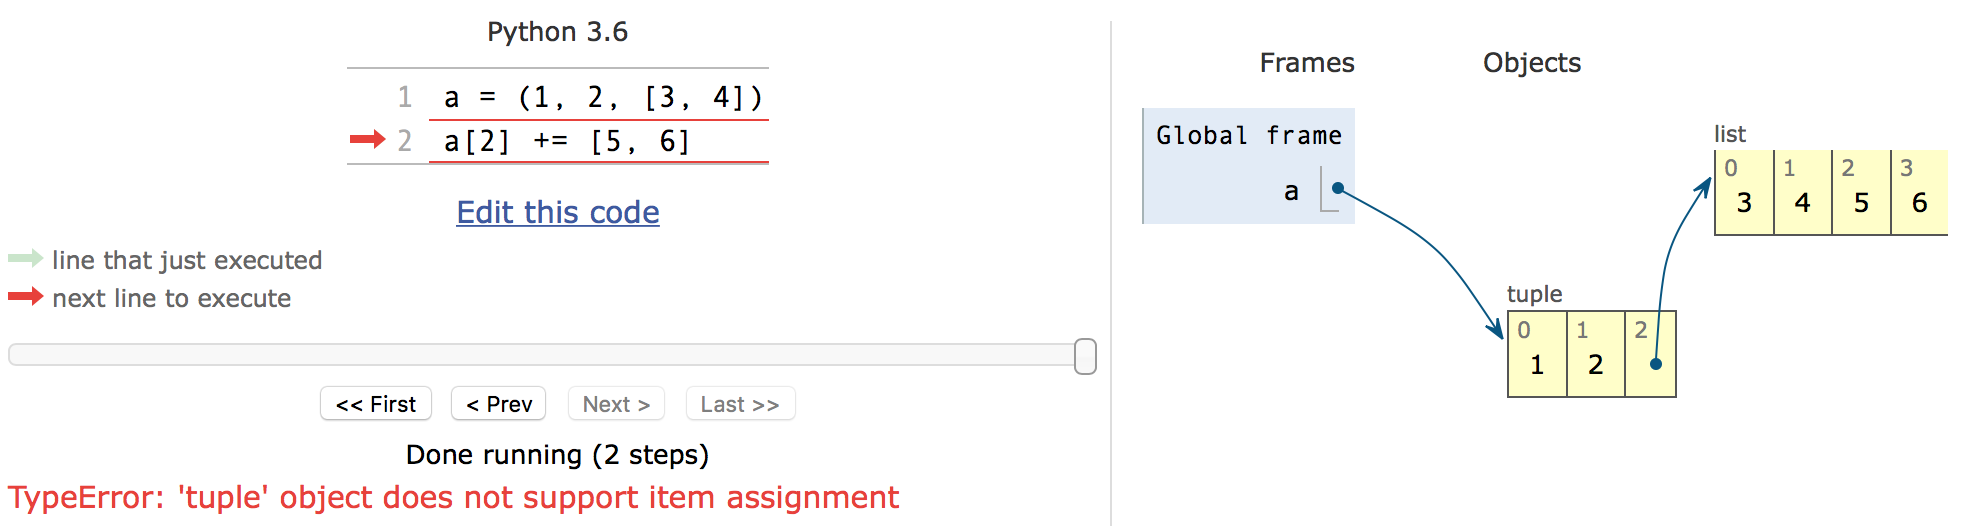 Python 3.6
1 a = (1, 2, [3, 4])
2 a[2] += [5, 6]
Edit this code
line that just executed
next line to execute
<< First < Prev Next > Last >>
Done running (2 steps)
TypeError: 'tuple' object does not support item assignment
Frames Objects
Global frame
a
list
0 1 2 3
3 4 5 6
tuple
0 1 2
1 2